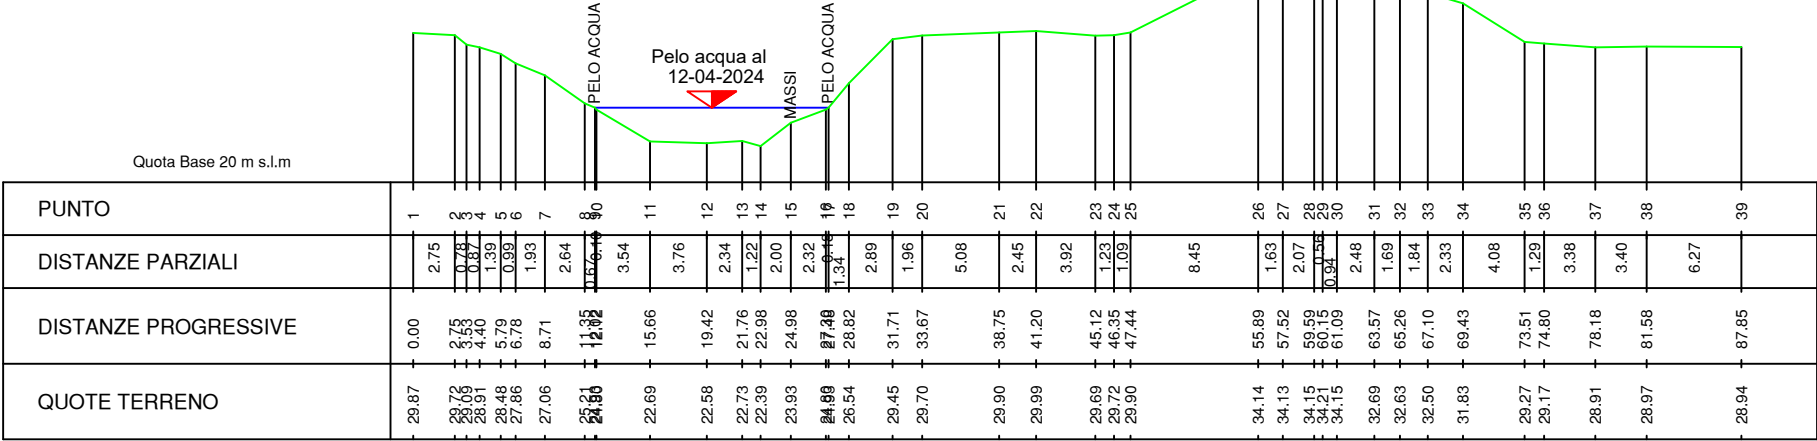 PELO ACQUA
Pelo acqua al
12-04-2024
MASSI
PELO ACQUA
Quota Base 20 m s.l.m
PUNTO 1 2 3 4 5 6 7 8 10 11 12 13 14 15 16 18 19 20 21 22 23 24 25 26 27 28 29 30 31 32 33 34 35 36 37 38 39
DISTANZE PARZIALI 2.75 0.78 0.87 1.39 0.99 1.93 2.64 0.67 3.54 3.76 2.34 1.22 2.00 2.32 0.18 1.34 2.89 1.96 5.08 2.45 3.92 1.23 1.09 8.45 1.63 2.07 0.56 0.94 2.48 1.69 1.84 2.33 4.08 1.29 3.38 3.40 6.27
DISTANZE PROGRESSIVE 0.00 2.75 3.53 4.40 5.79 6.78 8.71 11.35 12.12 15.66 19.42 21.76 22.98 24.98 27.30 27.48 28.82 31.71 33.67 38.75 41.20 45.12 46.35 47.44 55.89 57.52 59.59 60.15 61.09 63.57 65.26 67.10 69.43 73.51 74.80 78.18 81.58 87.85
QUOTE TERRENO 29.87 29.72 29.09 28.91 28.48 27.86 27.06 25.21 22.69 22.58 22.73 22.39 23.93 26.54 29.45 29.70 29.90 29.99 29.69 29.72 29.90 34.14 34.13 34.15 34.21 34.15 32.69 32.63 32.50 31.83 29.27 29.17 28.91 28.97 28.94